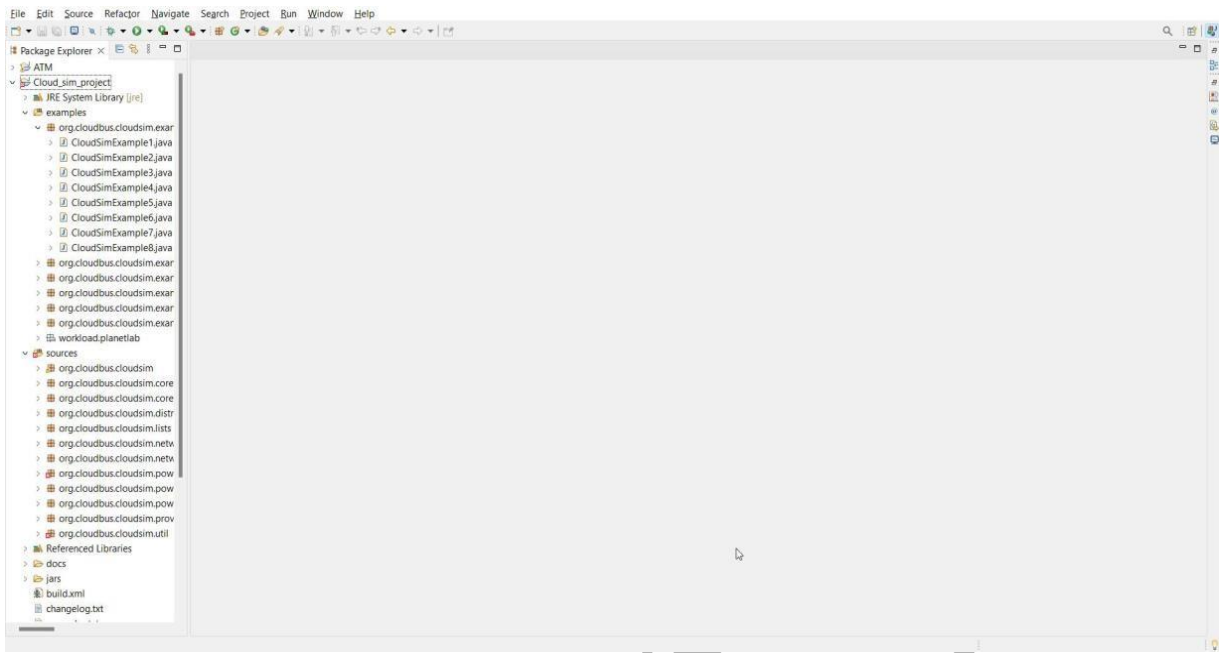 File Edit Source Refactor Navigate Search Project Run Window Help
Package Explorer
ATM
Cloud_sim_project
JRE System Library [jre]
examples
org.cloudbus.cloudsim.exar
CloudSimExample1.java
CloudSimExample2.java
CloudSimExample3.java
CloudSimExample4.java
CloudSimExample5.java
CloudSimExample6.java
CloudSimExample7.java
CloudSimExample8.java
org.cloudbus.cloudsim.exar
org.cloudbus.cloudsim.exar
org.cloudbus.cloudsim.exar
org.cloudbus.cloudsim.exar
org.cloudbus.cloudsim.exar
workload.planetlab
sources
org.cloudbus.cloudsim
org.cloudbus.cloudsim.core
org.cloudbus.cloudsim.core
org.cloudbus.cloudsim.distr
org.cloudbus.cloudsim.lists
org.cloudbus.cloudsim.netw
org.cloudbus.cloudsim.netw
org.cloudbus.cloudsim.pow
org.cloudbus.cloudsim.pow
org.cloudbus.cloudsim.pow
org.cloudbus.cloudsim.prov
org.cloudbus.cloudsim.util
Referenced Libraries
docs
jars
build.xml
changelog.txt